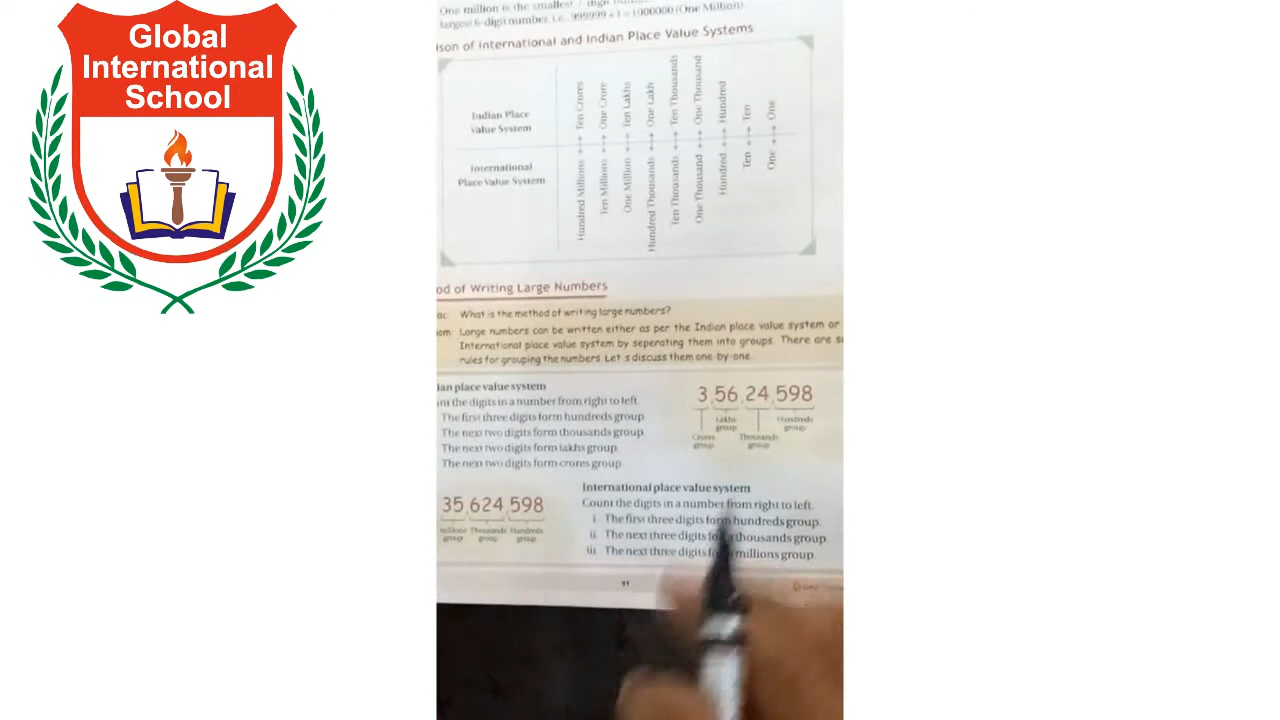 Global
International
School
One million is the smallest 7-digit
largest 6-digit number i.e., 999999 + 1 = 1000000 (One Million)
ison of International and Indian Place Value Systems
Indian Place
Value System
International
Place Value System
Hundred Millions ←→ Ten Crores
Ten Millions ←→ One Crore
One Million ←→ Ten Lakhs
Hundred Thousands ←→ One Lakh
Ten Thousands ←→ Ten Thousands
One Thousand ←→ One Thousand
Hundred ←→ Hundred
Ten ←→ Ten
One ←→ One
od of Writing Large Numbers
What is the method of writing large numbers?
Large numbers can be written either as per the Indian place value system or
International place value system by seperating them into groups. There are
rules for grouping the numbers. Let s discuss them one-by-one.
ian place value system
the digits in a number from right to left.
The first three digits form hundreds group.
The next two digits form thousands group.
The next two digits form lakhs group.
The next two digits form crores group.
3,56,24,598
Crores group
Lakhs group
Thousands group
Hundreds group
35,624,598
millions group
Thousands group
Hundreds group
International place value system
Count the digits in a number from right to left.
i. The first three digits form hundreds group.
ii. The next three digits thousands group.
iii. The next three digits millions group.